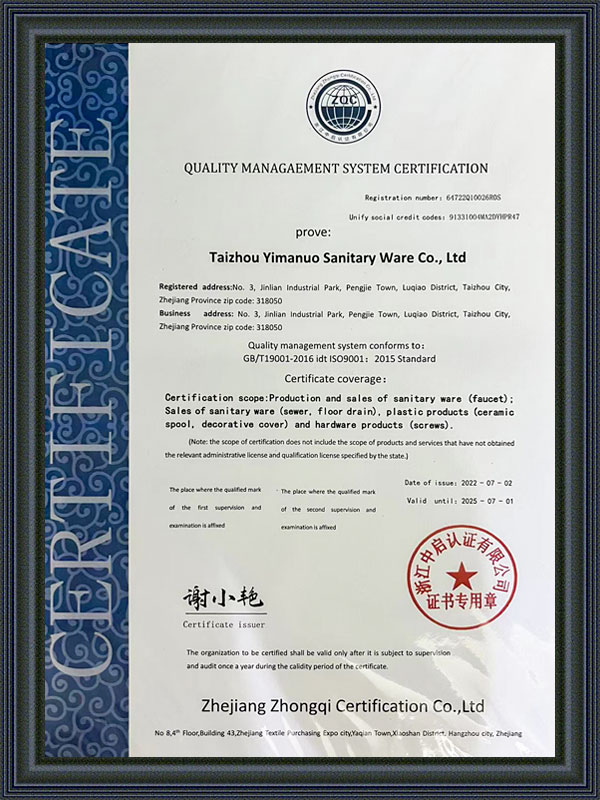 CERTIFICATE
ZQC
QUALITY MANAGAEMENT SYSTEM CERTIFICATION
Registration number: 64722Q10026R0S
Unify social credit codes: 91331004MA2DYHPR47
prove:
Taizhou Yimanuo Sanitary Ware Co., Ltd
Registered address:No. 3, Jinlian Industrial Park, Pengjie Town, Luqiao District, Taizhou City,
Zhejiang Province zip code: 318050
Business address: No. 3, Jinlian Industrial Park, Pengjie Town, Luqiao District, Taizhou City,
Zhejiang Province zip code: 318050
Quality management system conforms to:
GB/T19001-2016 idt ISO9001: 2015 Standard
Certificate coverage:
Certification scope:Production and sales of sanitary ware (faucet);
Sales of sanitary ware (sewer, floor drain), plastic products (ceramic
spool, decorative cover) and hardware products (screws).
(Note: the scope of certification does not include the scope of products and services that have not obtained
the relevant administrative license and qualification license specified by the state.)
Date of issue: 2022-07-02
Valid until: 2025-07-01
The place where the qualified mark
of the first supervision and
examination is affixed
The place where the qualified mark
of the second supervision and
examination is affixed
浙江中启认证有限公司
证书专用章
谢小艳
Certificate issuer
The organization to be certified shall be valid only after it is subject to supervision
and audit once a year during the calidity period of the certificate.
Zhejiang Zhongqi Certification Co.,Ltd
No 8,4th Floor,Building 43,Zhejiang Textile Purchasing Expo city,Yaqian Town,Xiaoshan District, Hangzhou city, Zhejiang